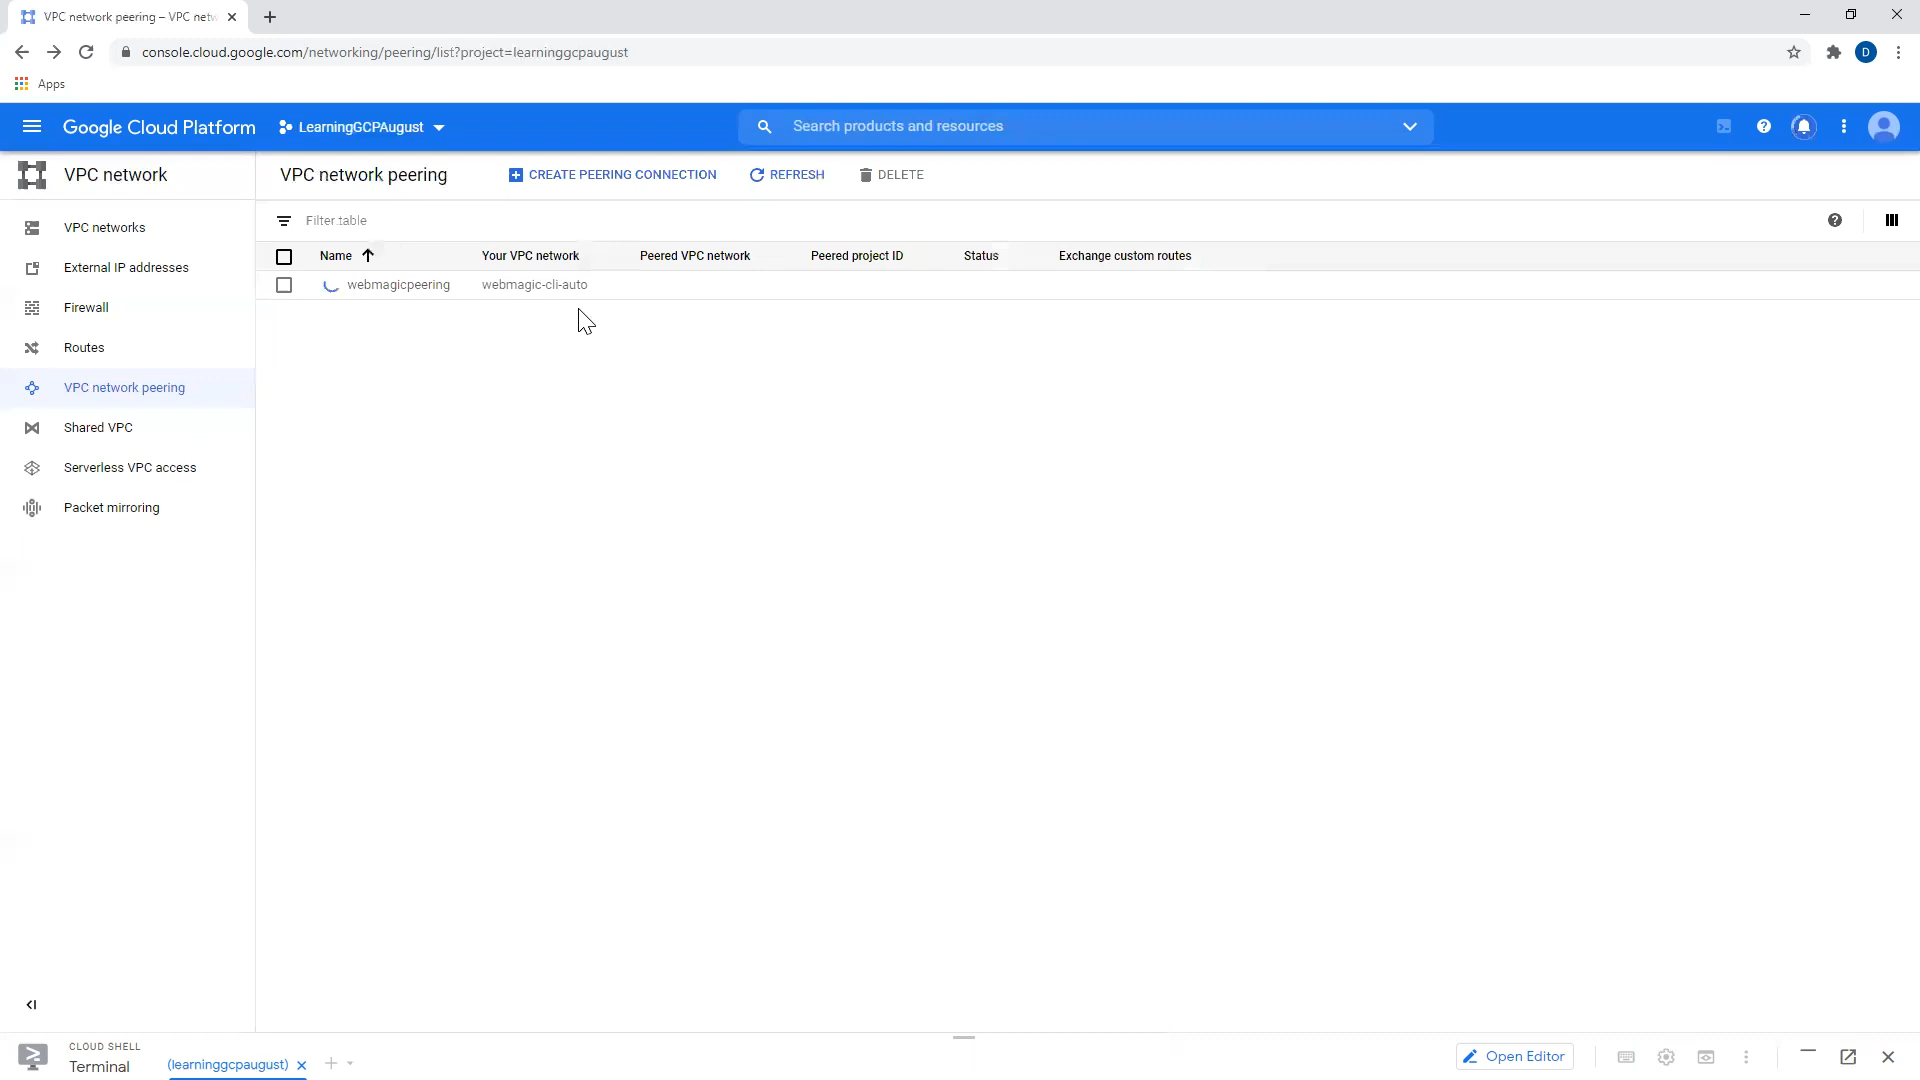 VPC network peering – VPC netw
console.cloud.google.com/networking/peering/list?project=learninggcpaugust
D
Apps
Google Cloud Platform
LearningGCPAugust
Search products and resources
VPC network
VPC network peering
CREATE PEERING CONNECTION
REFRESH
DELETE
Filter table
Name
Your VPC network
Peered VPC network
Peered project ID
Status
Exchange custom routes
webmagicpeering
webmagic-cli-auto
VPC networks
External IP addresses
Firewall
Routes
VPC network peering
Shared VPC
Serverless VPC access
Packet mirroring
CLOUD SHELL
Terminal
(learninggcpaugust)
Open Editor